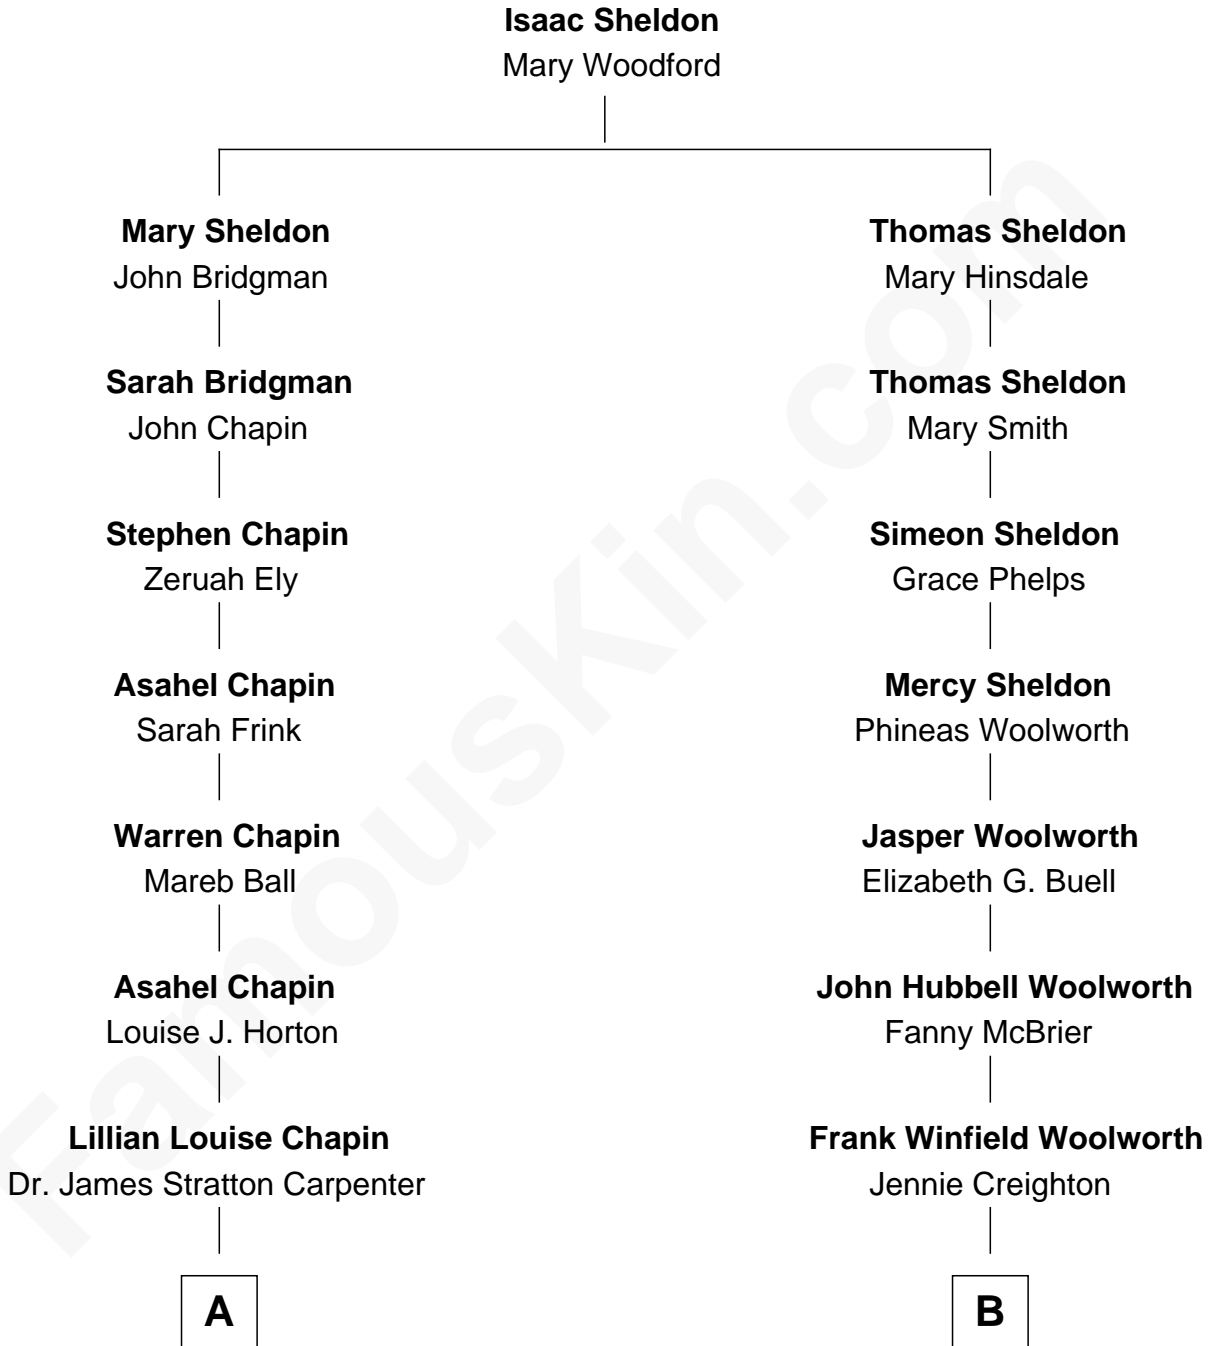 Isaac Sheldon
Mary Woodford
Mary Sheldon
John Bridgman
Sarah Bridgman
John Chapin
Stephen Chapin
Zeruah Ely
Asahel Chapin
Sarah Frink
Warren Chapin
Mareb Ball
Asahel Chapin
Louise J. Horton
Lillian Louise Chapin
Dr. James Stratton Carpenter
A
Thomas Sheldon
Mary Hinsdale
Thomas Sheldon
Mary Smith
Simeon Sheldon
Grace Phelps
Mercy Sheldon
Phineas Woolworth
Jasper Woolworth
Elizabeth G. Buell
John Hubbell Woolworth
Fanny McBrier
Frank Winfield Woolworth
Jennie Creighton
B
FamousKin.com